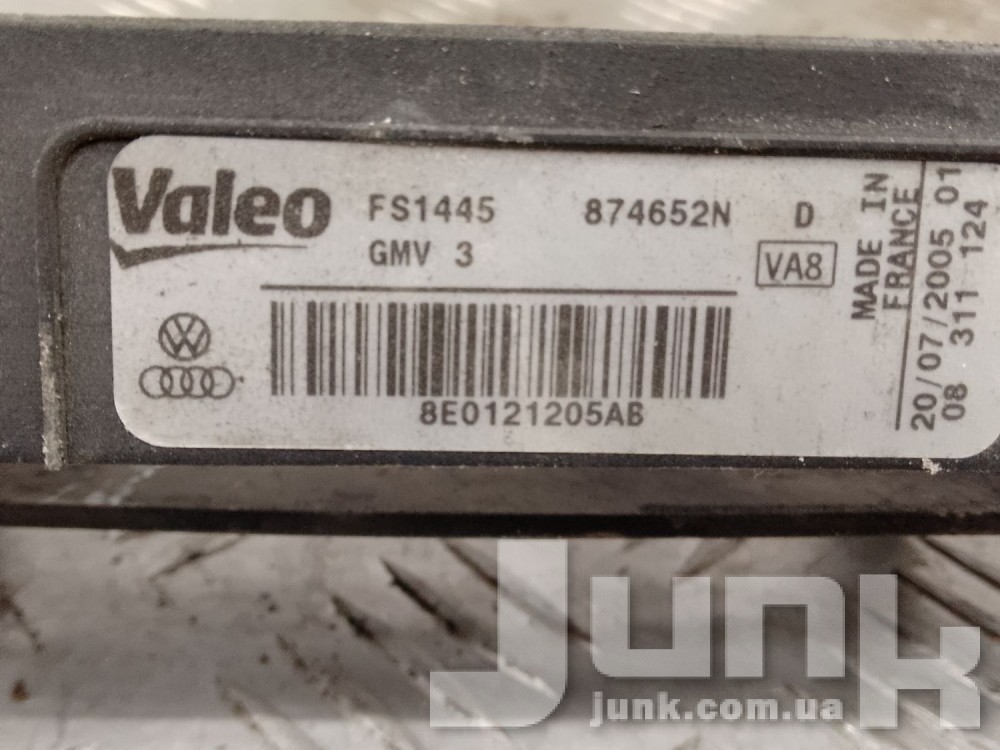 Valeo FS1445 874652N D
GMV 3 VA8
8E0121205AB
MADE IN
FRANCE
20/07/2005 01
08 311 124
Junk
junk.com.ua